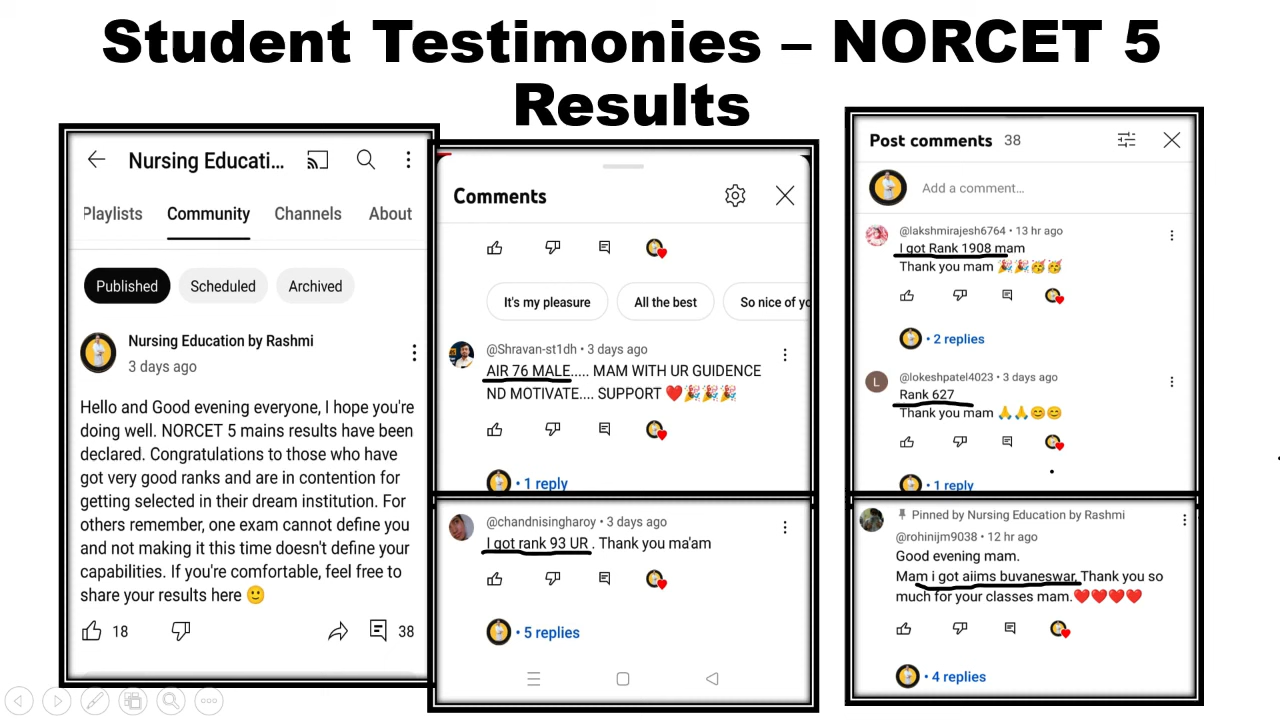 Student Testimonies – NORCET 5
Results
Nursing Educati...
Playlists Community Channels About
Published Scheduled Archived
Nursing Education by Rashmi
3 days ago
Hello and Good evening everyone, I hope you're
doing well. NORCET 5 mains results have been
declared. Congratulations to those who have
got very good ranks and are in contention for
getting selected in their dream institution. For
others remember, one exam cannot define you
and not making it this time doesn't define your
capabilities. If you're comfortable, feel free to
share your results here 🙂
18 38
Comments
It's my pleasure All the best So nice of yo
@Shravan-st1dh • 3 days ago
AIR 76 MALE..... MAM WITH UR GUIDENCE
ND MOTIVATE.... SUPPORT ❤️🎉🎉🎉
• 1 reply
@chandnisingharoy • 3 days ago
I got rank 93 UR . Thank you ma'am
• 5 replies
Post comments 38
Add a comment...
@lakshmirajesh6764 • 13 hr ago
I got Rank 1908 mam
Thank you mam 🎉🎉🥳🥳
• 2 replies
L
@lokeshpatel4023 • 3 days ago
Rank 627
Thank you mam 🙏🙏😊😊
• 1 reply
Pinned by Nursing Education by Rashmi
@rohinijm9038 • 12 hr ago
Good evening mam.
Mam i got aiims buvaneswar, Thank you so
much for your classes mam.❤️❤️❤️❤️
• 4 replies